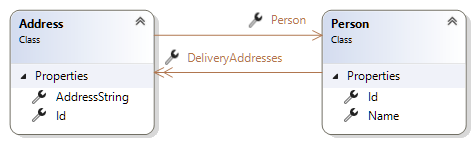 Address
Class
Properties
AddressString
Id
Person
DeliveryAddresses
Person
Class
Properties
Id
Name